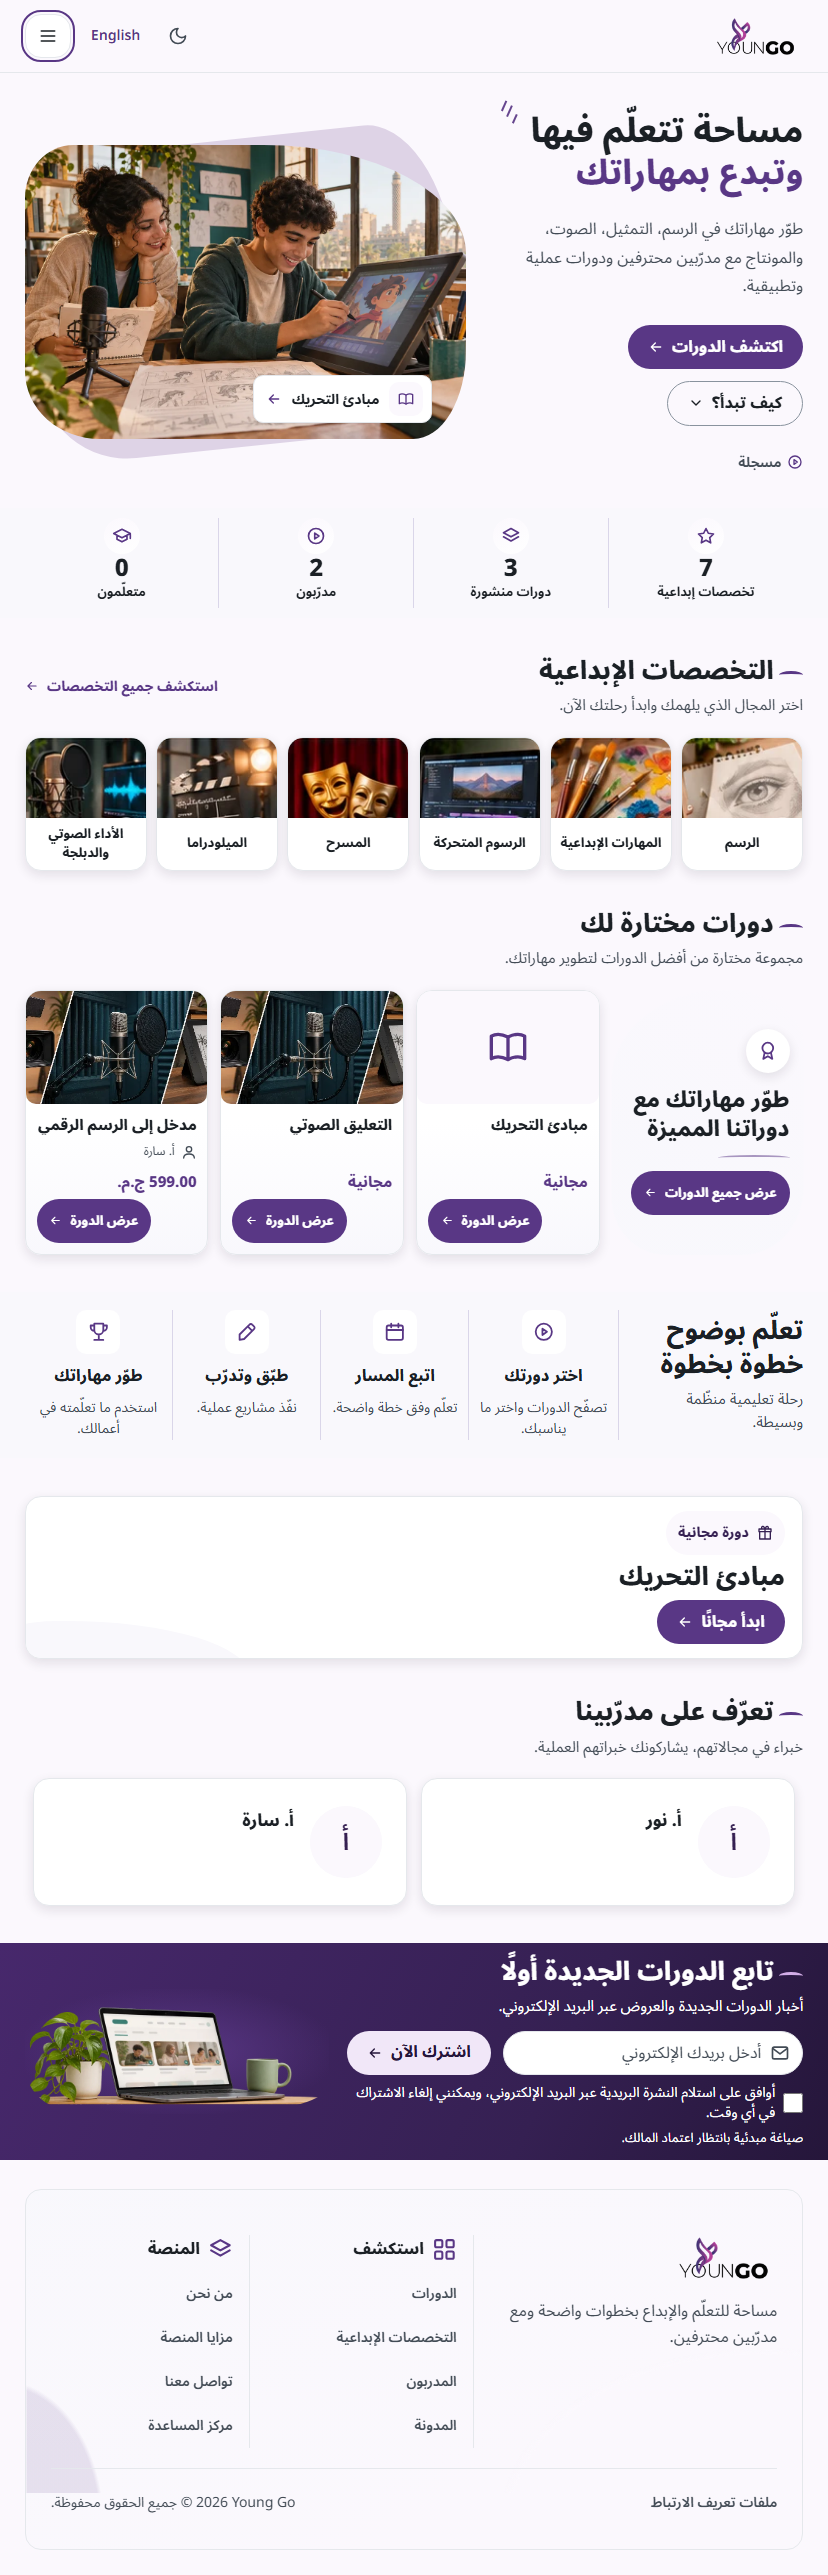 YOUNGO
English
مساحة تتعلّم فيها
وتبدع بمهاراتك
طوّر مهاراتك في الرسم، التمثيل، الصوت،
والمونتاج مع مدرّبين محترفين ودورات عملية
وتطبيقية.
اكتشف الدورات
كيف تبدأ؟
مسجلة
مبادئ التحريك
7
تخصصات إبداعية
3
دورات منشورة
2
مدرّبون
0
متعلّمون
التخصصات الإبداعية
اختر المجال الذي يلهمك وابدأ رحلتك الآن.
استكشف جميع التخصصات
الرسم
المهارات الإبداعية
الرسوم المتحركة
المسرح
الميلودراما
الأداء الصوتي
والدبلجة
دورات مختارة لك
مجموعة مختارة من أفضل الدورات لتطوير مهاراتك.
طوّر مهاراتك مع
دوراتنا المميزة
عرض جميع الدورات
مبادئ التحريك
مجانية
عرض الدورة
التعليق الصوتي
مجانية
عرض الدورة
مدخل إلى الرسم الرقمي
أ. سارة
599.00 ج.م.
عرض الدورة
تعلّم بوضوح
خطوة بخطوة
رحلة تعليمية منظّمة
وبسيطة.
اختر دورتك
تصفّح الدورات واختر ما
يناسبك.
اتبع المسار
تعلّم وفق خطة واضحة.
طبّق وتدرّب
نفّذ مشاريع عملية.
طوّر مهاراتك
استخدم ما تعلّمته في
أعمالك.
دورة مجانية
مبادئ التحريك
ابدأ مجانًا
تعرّف على مدرّبينا
خبراء في مجالاتهم، يشاركونك خبراتهم العملية.
أ
أ. نور
أ
أ. سارة
تابع الدورات الجديدة أولًا
أخبار الدورات الجديدة والعروض عبر البريد الإلكتروني.
أدخل بريدك الإلكتروني
اشترك الآن
أوافق على استلام النشرة البريدية عبر البريد الإلكتروني، ويمكنني إلغاء الاشتراك
في أي وقت.
صياغة مبدئية بانتظار اعتماد المالك.
YOUNGO
مساحة للتعلّم والإبداع بخطوات واضحة ومع
مدرّبين محترفين.
استكشف
الدورات
التخصصات الإبداعية
المدربون
المدونة
المنصة
من نحن
مزايا المنصة
تواصل معنا
مركز المساعدة
ملفات تعريف الارتباط
© 2026 Young Go جميع الحقوق محفوظة.